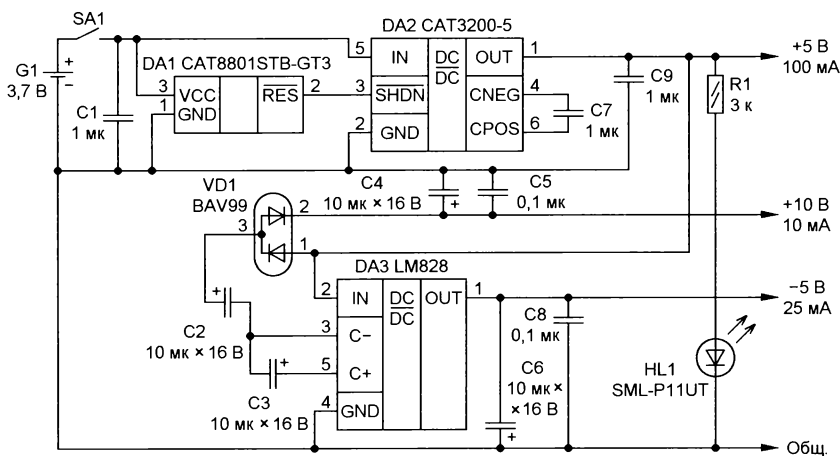 SA1
G1
3,7 В
+
−
C1
1 мк
DA1 CAT8801STB-GT3
3
1
VCC
GND
RES
2
DA2 CAT3200-5
5
3
2
IN
SHDN
GND
DC
DC
OUT
CNEG
CPOS
1
4
6
C7
1 мк
C9
1 мк
R1
3 к
+5 В
100 мА
VD1
BAV99
3
2
1
C4
10 мк × 16 В
+
C5
0,1 мк
+10 В
10 мА
DA3 LM828
2
3
5
4
IN
C−
C+
GND
DC
DC
OUT
1
+
C2
10 мк × 16 В
+
C3
10 мк × 16 В
C8
0,1 мк
C6
10 мк ×
×16 В
+
−5 В
25 мА
HL1
SML-P11UT
Общ.